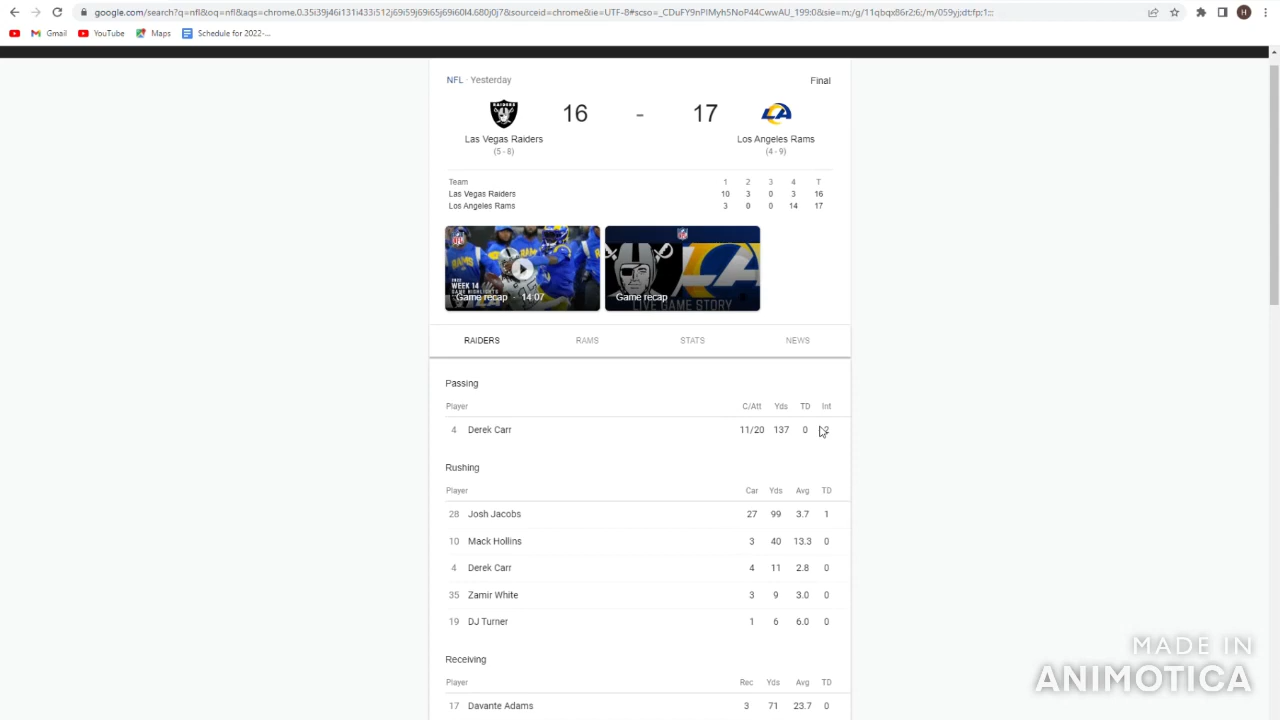 google.com/search?q=nfl&oq=nfl&aqs=chrome.0.35i39j46i131i433i512j69i59j69i65j69i60l4.680j0j7&sourceid=chrome&ie=UTF-8#scso=_CDuFY9nPIMyh5NoP44CwwAU_199:0&sie=m;/g/11qbqx86r2;6;/m/059yj;dt;fp;1;;;
H
Gmail YouTube Maps Schedule for 2022-...
NFL · Yesterday Final
RAIDERS
16 - 17
Las Vegas Raiders Los Angeles Rams
(5 - 8) (4 - 9)
Team 1 2 3 4 T
Las Vegas Raiders 10 3 0 3 16
Los Angeles Rams 3 0 0 14 17
NFL
2022
WEEK 14
GAME HIGHLIGHTS
Game recap · 14:07
Game recap
LIVE GAME STORY
RAIDERS RAMS STATS NEWS
Passing
Player C/Att Yds TD Int
4 Derek Carr 11/20 137 0 2
Rushing
Player Car Yds Avg TD
28 Josh Jacobs 27 99 3.7 1
10 Mack Hollins 3 40 13.3 0
4 Derek Carr 4 11 2.8 0
35 Zamir White 3 9 3.0 0
19 DJ Turner 1 6 6.0 0
Receiving
Player Rec Yds Avg TD
17 Davante Adams 3 71 23.7 0
MADE IN
ANIMOTICA